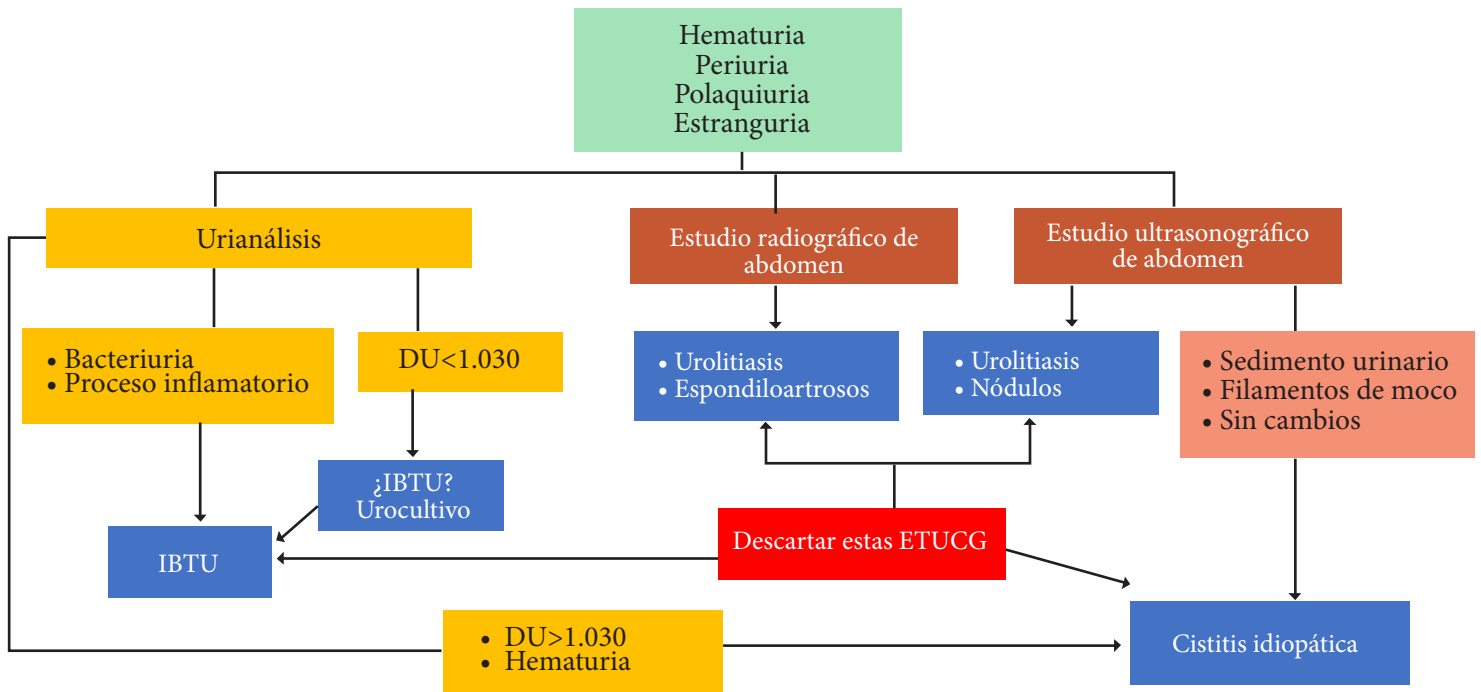 Hematuria
Periuria
Polaquiuria
Estranguria
Urianálisis
Estudio radiográfico de
abdomen
Estudio ultrasonográfico
de abdomen
• Bacteriuria
• Proceso inflamatorio
DU<1.030
• Urolitiasis
• Espondiloartrosos
• Urolitiasis
• Nódulos
• Sedimento urinario
• Filamentos de moco
• Sin cambios
¿IBTU?
Urocultivo
IBTU
Descartar estas ETUCG
• DU>1.030
• Hematuria
Cistitis idiopática